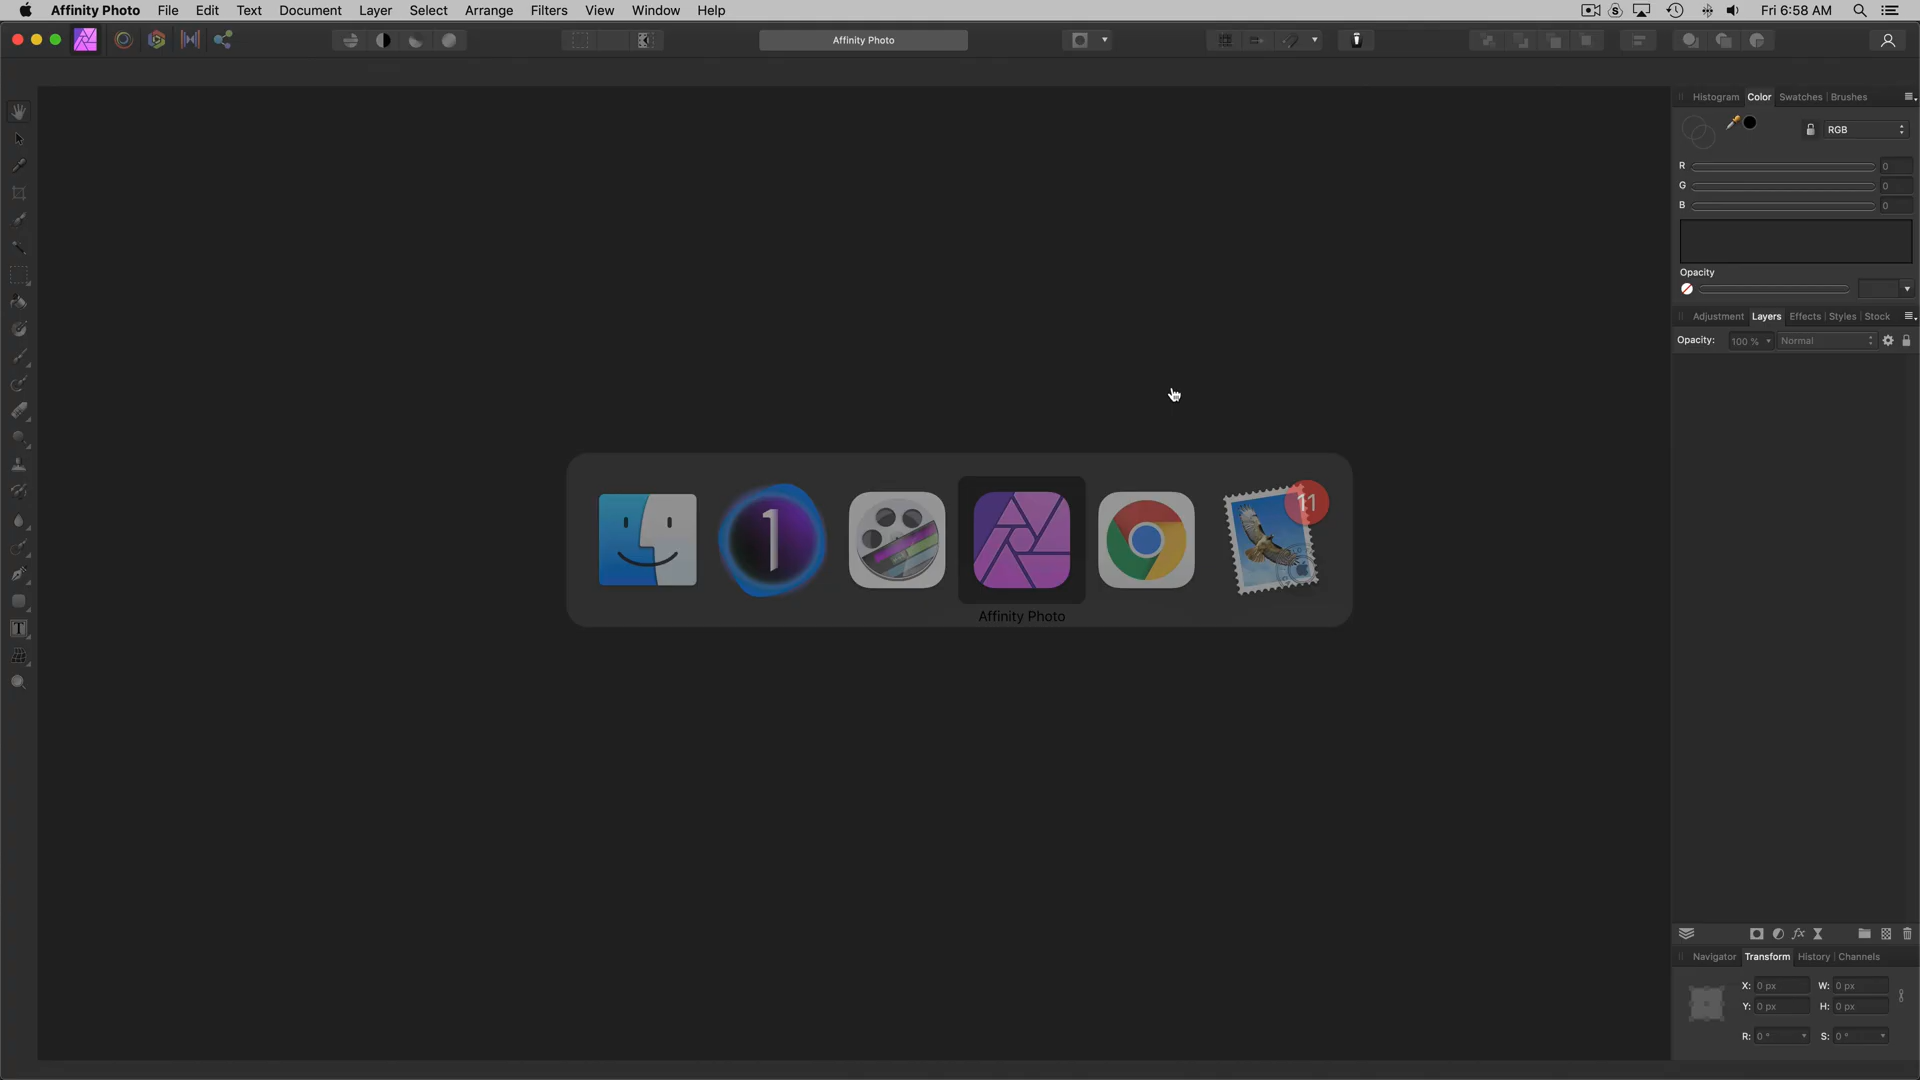 Affinity Photo File Edit Text Document Layer Select Arrange Filters View Window Help Fri 6:58 AM
Affinity Photo
Histogram Color Swatches Brushes
RGB
R 0
G 0
B 0
Opacity
Adjustment Layers Effects Styles Stock
Opacity: 100 % Normal
1
11
Affinity Photo
T
fx
Navigator Transform History Channels
X: 0 px W: 0 px
Y: 0 px H: 0 px
R: 0 ° S: 0 °